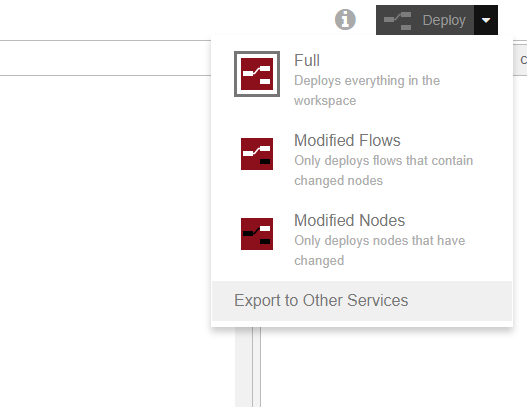 Deploy
Full
Deploys everything in the
workspace
Modified Flows
Only deploys flows that contain
changed nodes
Modified Nodes
Only deploys nodes that have
changed
Export to Other Services